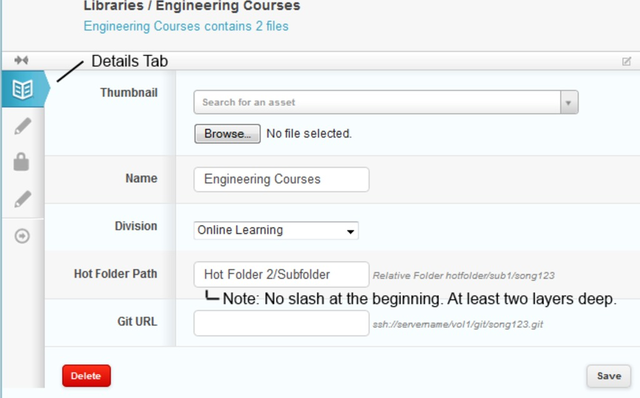 Libraries / Engineering Courses
Engineering Courses contains 2 files
Details Tab
Thumbnail
Search for an asset
Browse... No file selected.
Name Engineering Courses
Division Online Learning
Hot Folder Path Hot Folder 2/Subfolder Relative Folder hotfolder/sub1/song123
Note: No slash at the beginning. At least two layers deep.
Git URL ssh://servername/vol1/git/song123.git
Delete Save